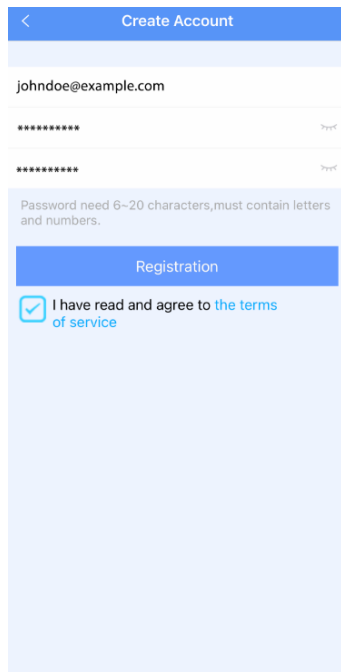 Create Account
johndoe@example.com
**********
**********
Password need 6~20 characters,must contain letters
and numbers.
Registration
I have read and agree to the terms
of service